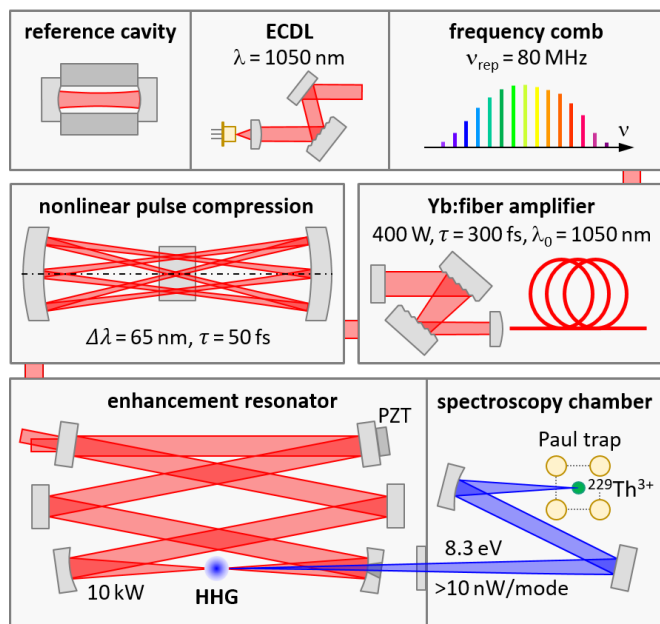 reference cavity
ECDL
λ = 1050 nm
frequency comb
νrep = 80 MHz
ν
nonlinear pulse compression
Δλ = 65 nm, τ = 50 fs
Yb:fiber amplifier
400 W, τ = 300 fs, λ₀ = 1050 nm
enhancement resonator
PZT
10 kW
HHG
spectroscopy chamber
Paul trap
²²⁹Th³⁺
8.3 eV
>10 nW/mode